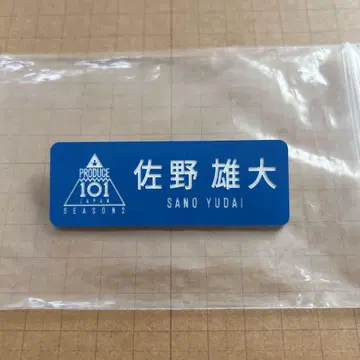 PRODUCE
101
JAPAN
SEASON2
佐野 雄大
SANO YUDAI